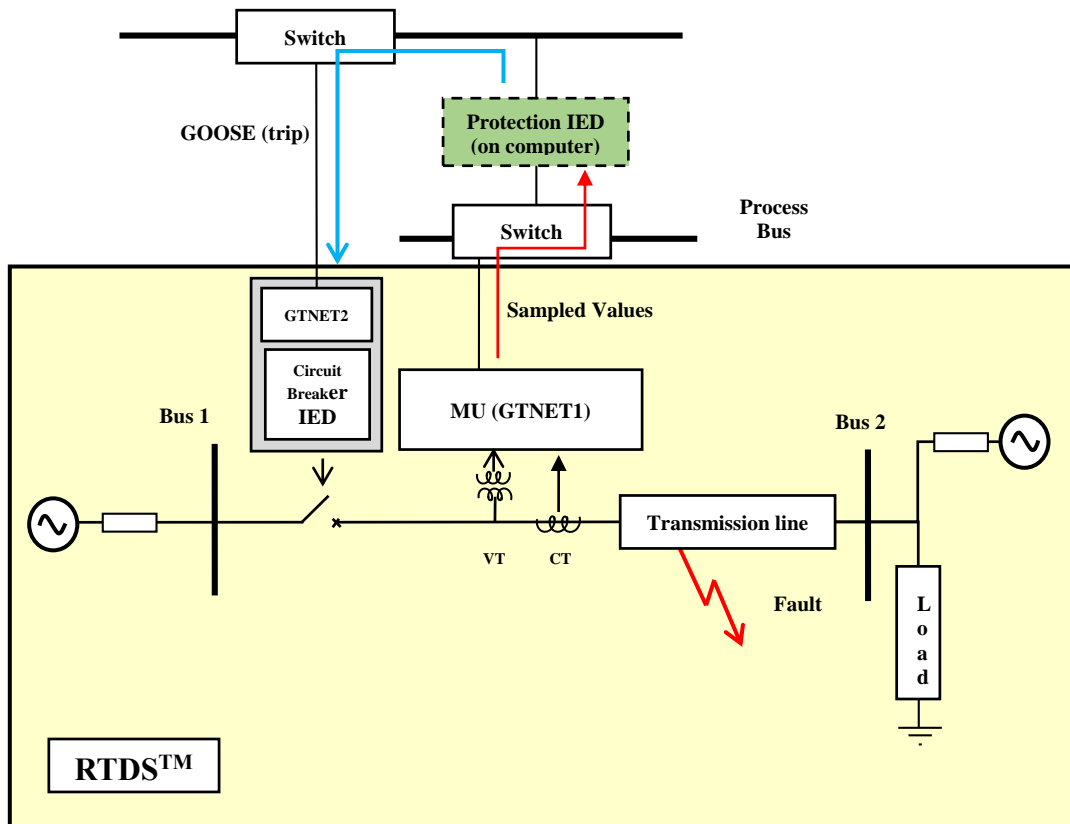 Switch
GOOSE (trip)
Protection IED
(on computer)
Process
Bus
Switch
GTNET2
Sampled Values
Circuit
Breaker
IED
MU (GTNET1)
Bus 1
Bus 2
Transmission line
VT
CT
Fault
L
o
a
d
RTDS™